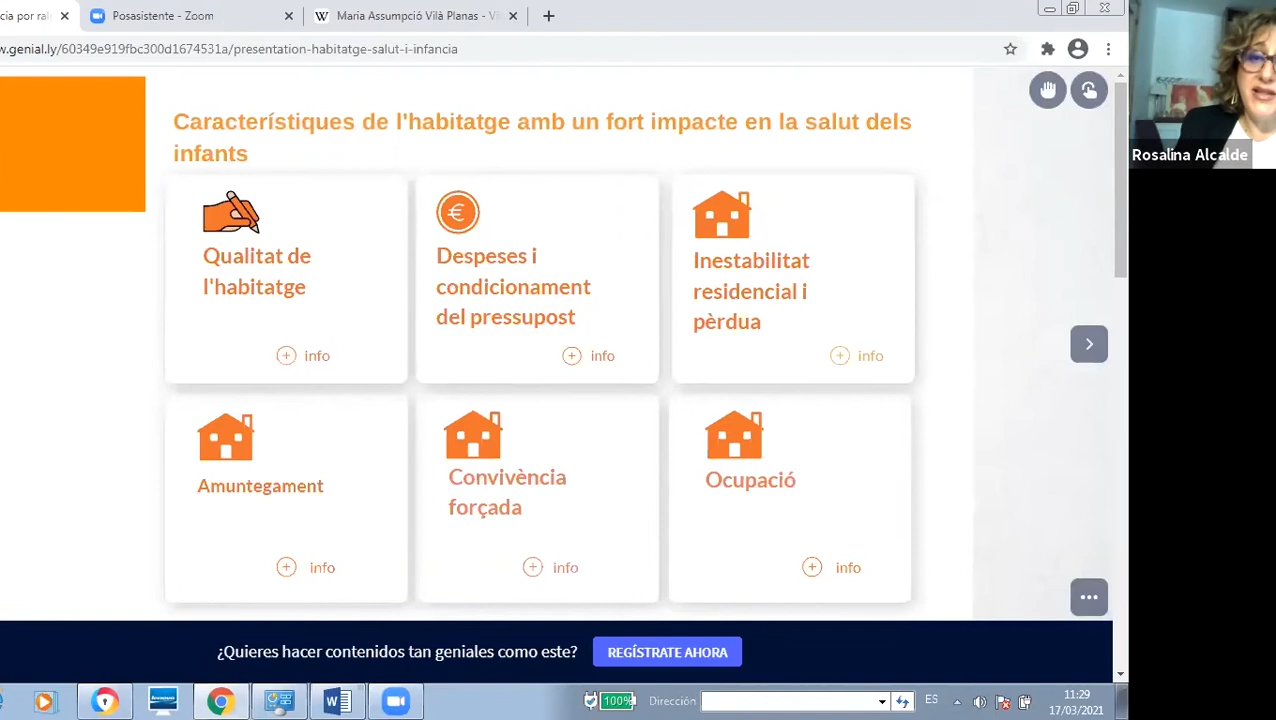 cia por
Posasistente - Zoom
Maria Assumpció Vilà Planas - Vi
w.genial.ly/60349e919fbc300d1674531a/presentation-habitatge-salut-i-infancia
Rosalina Alcalde
Característiques de l'habitatge amb un fort impacte en la salut dels
infants
Qualitat de
l'habitatge
info
€
Despeses i
condicionament
del pressupost
info
Inestabilitat
residencial i
pèrdua
info
Amuntegament
info
Convivència
forçada
info
Ocupació
info
¿Quieres hacer contenidos tan geniales como este?
REGÍSTRATE AHORA
100%
Dirección
ES
11:29
17/03/2021